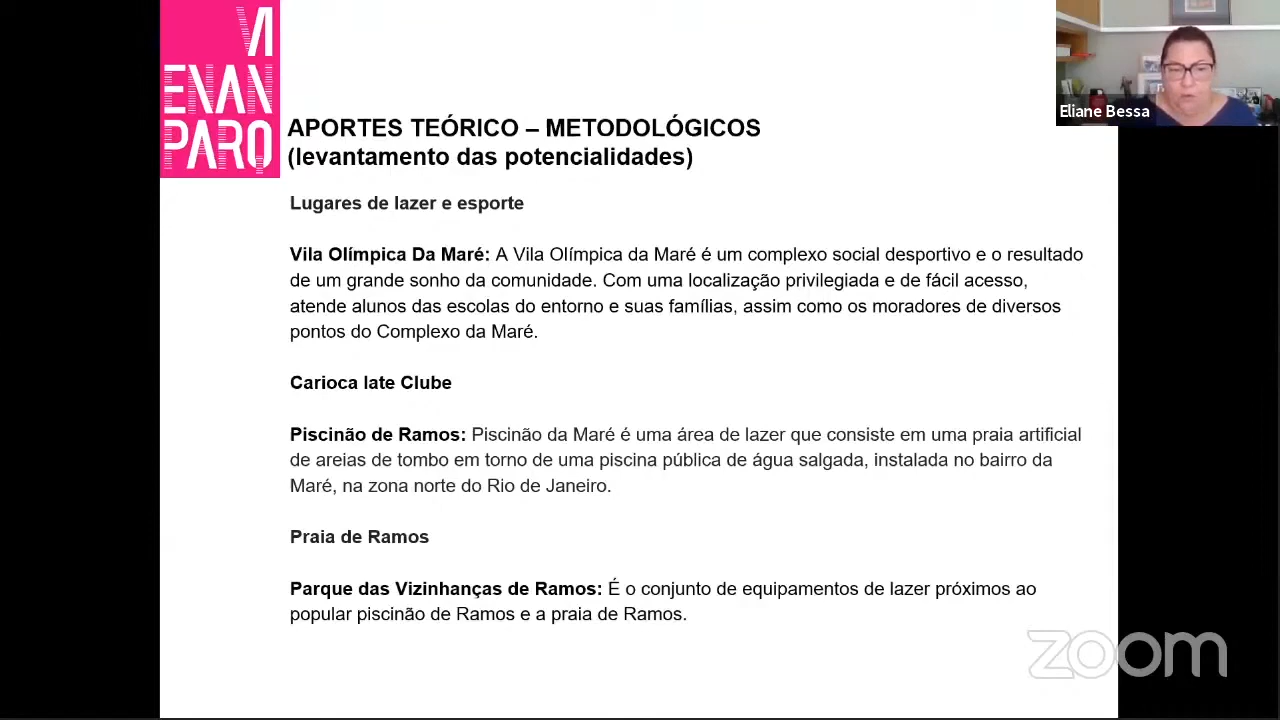 VI
ENAN
PARQ
Eliane Bessa
APORTES TEÓRICO – METODOLÓGICOS
(levantamento das potencialidades)
Lugares de lazer e esporte
Vila Olímpica Da Maré: A Vila Olímpica da Maré é um complexo social desportivo e o resultado
de um grande sonho da comunidade. Com uma localização privilegiada e de fácil acesso,
atende alunos das escolas do entorno e suas famílias, assim como os moradores de diversos
pontos do Complexo da Maré.
Carioca Iate Clube
Piscinão de Ramos: Piscinão da Maré é uma área de lazer que consiste em uma praia artificial
de areias de tombo em torno de uma piscina pública de água salgada, instalada no bairro da
Maré, na zona norte do Rio de Janeiro.
Praia de Ramos
Parque das Vizinhanças de Ramos: É o conjunto de equipamentos de lazer próximos ao
popular piscinão de Ramos e a praia de Ramos.
zoom